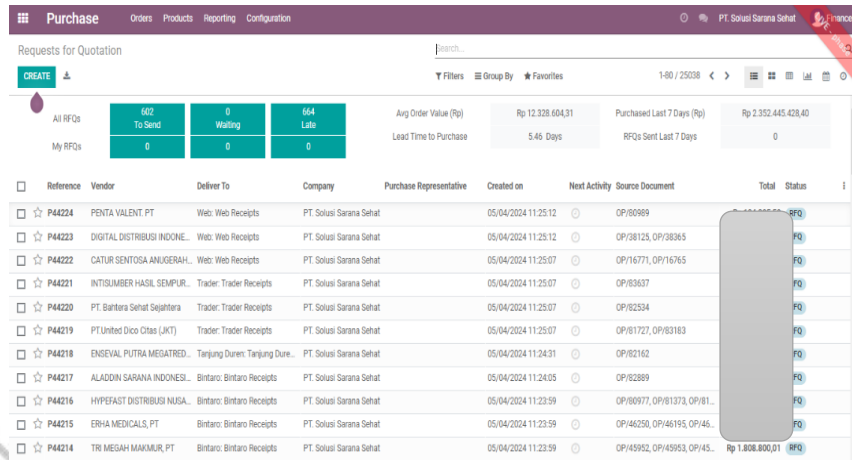 Purchase Orders Products Reporting Configuration PT. Solusi Sarana Sehat Finance
Requests for Quotation Search...
CREATE Filters Group By Favorites 1-80 / 25038
All RFQs 602 To Send 0 Waiting 664 Late
My RFQs 0 0 0
Avg Order Value (Rp) Rp 12.328.604,31 Purchased Last 7 Days (Rp) Rp 2.352.445.428,40
Lead Time to Purchase 5.46 Days RFQs Sent Last 7 Days 0
Reference Vendor Deliver To Company Purchase Representative Created on Next Activity Source Document Total Status
P44224 PENTA VALENT. PT Web: Web Receipts PT. Solusi Sarana Sehat 05/04/2024 11:25:12 OP/80989 RFQ
P44223 DIGITAL DISTRIBUSI INDONE... Web: Web Receipts PT. Solusi Sarana Sehat 05/04/2024 11:25:12 OP/38125, OP/38365 FQ
P44222 CATUR SENTOSA ANUGERAH... Web: Web Receipts PT. Solusi Sarana Sehat 05/04/2024 11:25:07 OP/16771, OP/16765 FQ
P44221 INTISUMBER HASIL SEMPUR... Trader: Trader Receipts PT. Solusi Sarana Sehat 05/04/2024 11:25:07 OP/83637 FQ
P44220 PT. Bahtera Sehat Sejahtera Trader: Trader Receipts PT. Solusi Sarana Sehat 05/04/2024 11:25:07 OP/82534 FQ
P44219 PT.United Dico Citas (JKT) Trader: Trader Receipts PT. Solusi Sarana Sehat 05/04/2024 11:25:07 OP/81727, OP/83183 FQ
P44218 ENSEVAL PUTRA MEGATRED... Tanjung Duren: Tanjung Dure... PT. Solusi Sarana Sehat 05/04/2024 11:24:31 OP/82162 FQ
P44217 ALADDIN SARANA INDONESI... Bintaro: Bintaro Receipts PT. Solusi Sarana Sehat 05/04/2024 11:24:05 OP/82889 FQ
P44216 HYPEFAST DISTRIBUSI NUSA... Bintaro: Bintaro Receipts PT. Solusi Sarana Sehat 05/04/2024 11:23:59 OP/80977, OP/81373, OP/81... FQ
P44215 ERHA MEDICALS, PT Bintaro: Bintaro Receipts PT. Solusi Sarana Sehat 05/04/2024 11:23:59 OP/46250, OP/46195, OP/46... FQ
P44214 TRI MEGAH MAKMUR, PT Bintaro: Bintaro Receipts PT. Solusi Sarana Sehat 05/04/2024 11:23:59 OP/45952, OP/45953, OP/45... Rp 1.808.800,01 RFQ